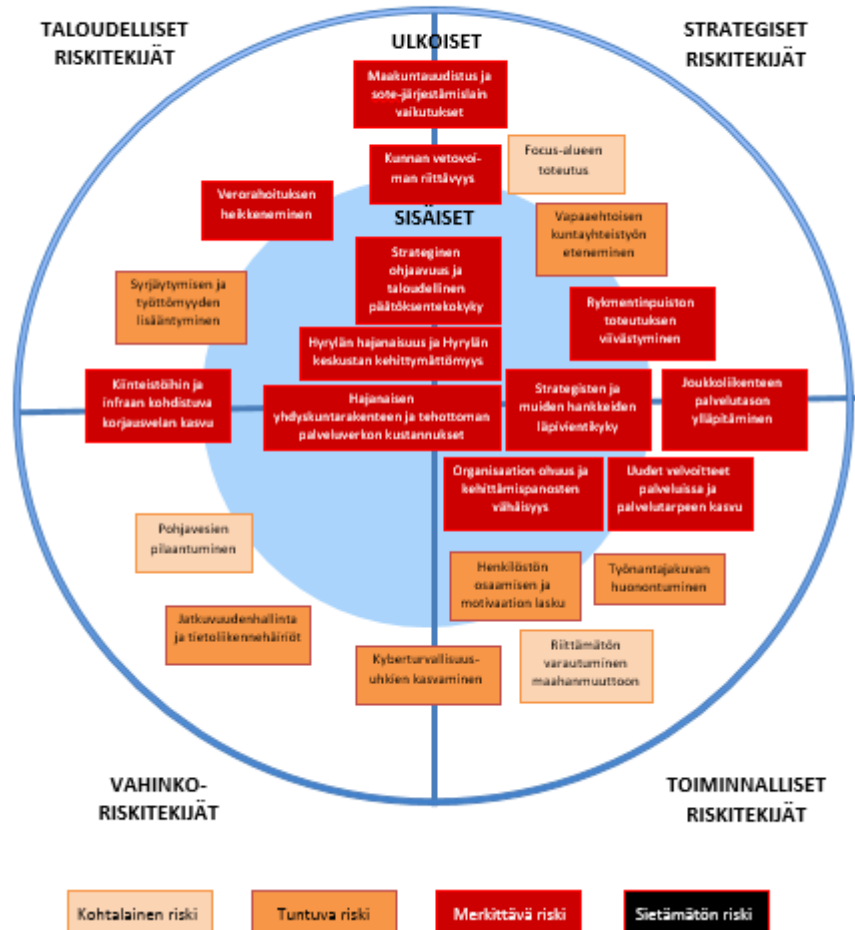 TALOUDELLISET
RISKITEKIJÄT
STRATEGISET
RISKITEKIJÄT
ULKOISET
Maakuntauudistus ja
sote-järjestämislain
vaikutukset
Kunnan vetovoi-
man riittävyys
Focus-alueen
toteutus
Verorahoituksen
heikkeneminen
SISÄISET
Vapaaehtoisen
kuntayhteistyön
eteneminen
Strateginen
ohjaavuus ja
taloudellinen
päätöksentekokyky
Syrjäytymisen ja
työttömyyden
lisääntyminen
Rykmentinpuiston
toteutuksen
viivästyminen
Hyrylän hajanaisuus ja Hyrylän
keskustan kehittymättömyys
Kiinteistöihin ja
infraan kohdistuva
korjausvelan kasvu
Hajanaisen
yhdyskuntarakenteen ja tehottoman
palveluverkon kustannukset
Strategisten ja
muiden hankkeiden
läpivientikyky
Joukkoliikenteen
palvelutason
ylläpitäminen
Organisaation ohuus ja
kehittämispanosten
vähäisyys
Uudet velvoitteet
palveluissa ja
palvelutarpeen kasvu
Pohjavesien
pilaantuminen
Henkilöstön
osaamisen ja
motivaation lasku
Työnantajakuvan
huonontuminen
Jatkuvuudenhallinta
ja tietoliikennehäiriöt
Kyberturvallisuus-
uhkien kasvaminen
Riittämätön
varautuminen
maahanmuuttoon
VAHINKO-
RISKITEKIJÄT
TOIMINNALLISET
RISKITEKIJÄT
Kohtalainen riski
Tuntuva riski
Merkittävä riski
Sietämätön riski